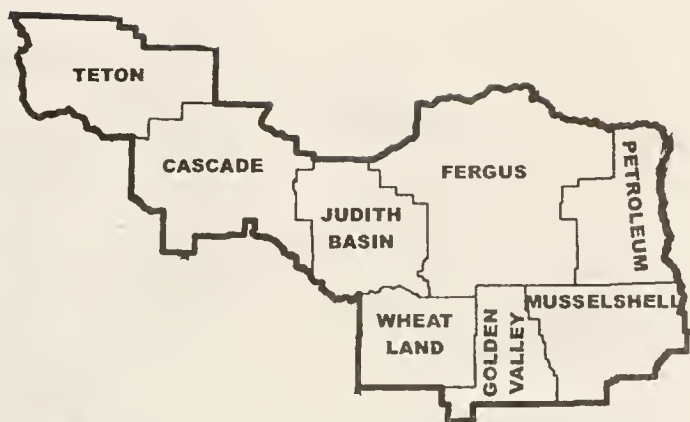 TETON
CASCADE
FERGUS
PETROLEUM
JUDITH
BASIN
MUSSELSHELL
WHEAT
LAND
GOLDEN
VALLEY